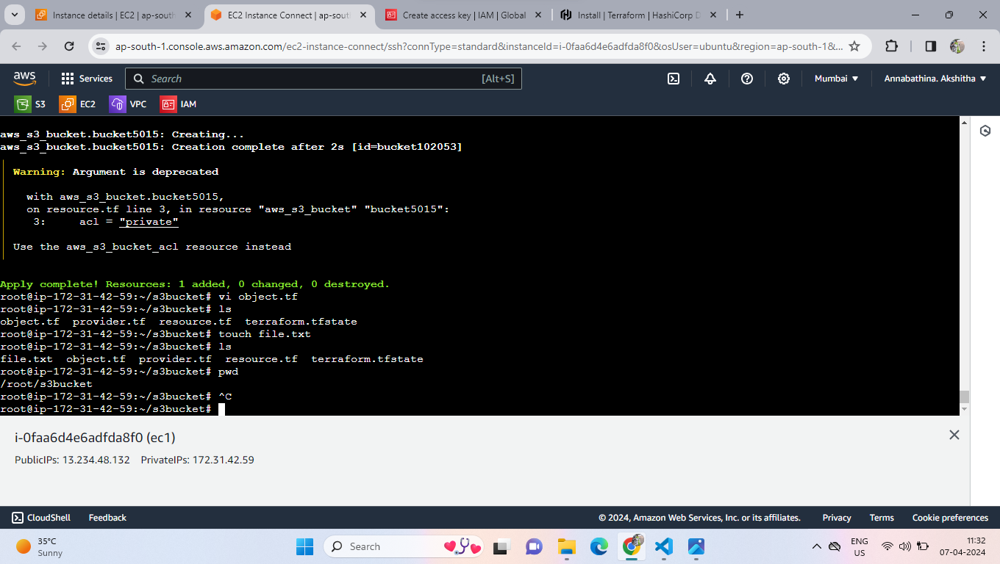 Instance details | EC2 | ap-south
EC2 Instance Connect | ap-sout
Create access key | IAM | Global
Install | Terraform | HashiCorp D
ap-south-1.console.aws.amazon.com/ec2-instance-connect/ssh?connType=standard&instanceId=i-0faa6d4e6adfda8f0&osUser=ubuntu&region=ap-south-1&...
aws
Services
Search
[Alt+S]
Mumbai
Annabathina. Akshitha
S3
EC2
VPC
IAM
aws_s3_bucket.bucket5015: Creating...
aws_s3_bucket.bucket5015: Creation complete after 2s [id=bucket102053]
Warning: Argument is deprecated
with aws_s3_bucket.bucket5015,
on resource.tf line 3, in resource "aws_s3_bucket" "bucket5015":
3: acl = "private"
Use the aws_s3_bucket_acl resource instead
Apply complete! Resources: 1 added, 0 changed, 0 destroyed.
root@ip-172-31-42-59:~/s3bucket# vi object.tf
root@ip-172-31-42-59:~/s3bucket# ls
object.tf provider.tf resource.tf terraform.tfstate
root@ip-172-31-42-59:~/s3bucket# touch file.txt
root@ip-172-31-42-59:~/s3bucket# ls
file.txt object.tf provider.tf resource.tf terraform.tfstate
root@ip-172-31-42-59:~/s3bucket# pwd
/root/s3bucket
root@ip-172-31-42-59:~/s3bucket# ^C
root@ip-172-31-42-59:~/s3bucket#
i-0faa6d4e6adfda8f0 (ec1)
PublicIPs: 13.234.48.132 PrivateIPs: 172.31.42.59
CloudShell
Feedback
© 2024, Amazon Web Services, Inc. or its affiliates.
Privacy
Terms
Cookie preferences
35°C
Sunny
Search
ENG
US
11:32
07-04-2024